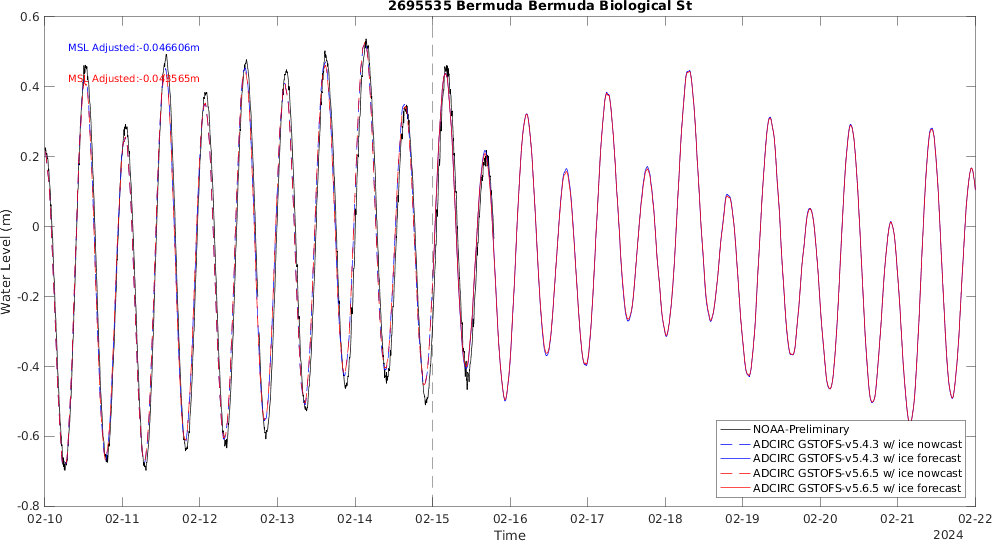 2695535 Bermuda Bermuda Biological St
MSL Adjusted:-0.046606m
MSL
0.6
0.4
0.2
0
-0.2
-0.4
-0.6
-0.8
Water Level (m)
NOAA-Preliminary
ADCIRC GSTOFS-v5.4.3 w/ ice nowcast
ADCIRC GSTOFS-v5.4.3 w/ ice forecast
ADCIRC GSTOFS-v5.6.5 w/ ice nowcast
ADCIRC GSTOFS-v5.6.5 w/ ice forecast
02-10 02-11 02-12 02-13 02-14 02-15 02-16 02-17 02-18 02-19 02-20 02-21 02-22
Time
2024